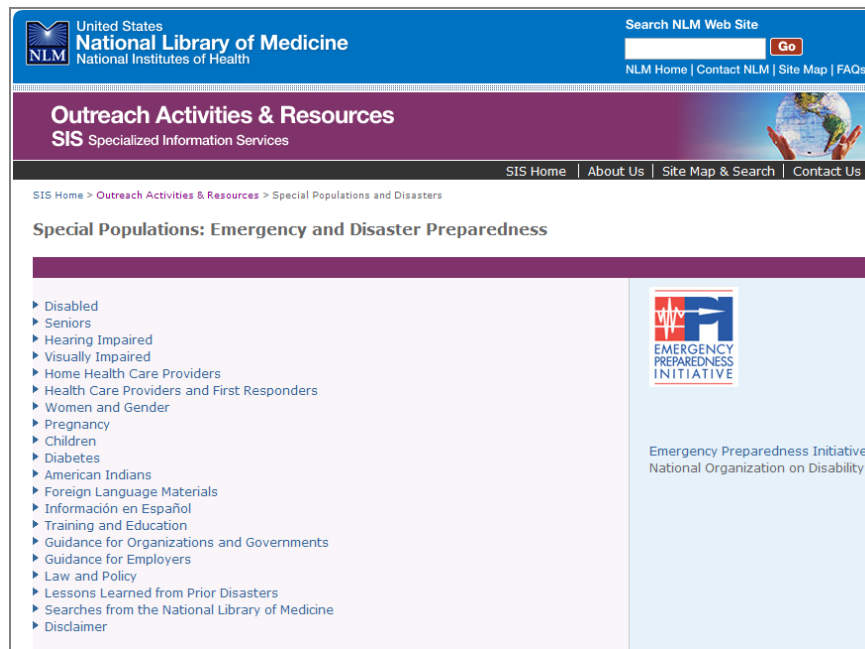 United States
National Library of Medicine
National Institutes of Health
NLM
Search NLM Web Site
Go
NLM Home | Contact NLM | Site Map | FAQs
Outreach Activities & Resources
SIS Specialized Information Services
SIS Home | About Us | Site Map & Search | Contact Us
SIS Home > Outreach Activities & Resources > Special Populations and Disasters
Special Populations: Emergency and Disaster Preparedness
Disabled
Seniors
Hearing Impaired
Visually Impaired
Home Health Care Providers
Health Care Providers and First Responders
Women and Gender
Pregnancy
Children
Diabetes
American Indians
Foreign Language Materials
Información en Español
Training and Education
Guidance for Organizations and Governments
Guidance for Employers
Law and Policy
Lessons Learned from Prior Disasters
Searches from the National Library of Medicine
Disclaimer
EPI
EMERGENCY
PREPAREDNESS
INITIATIVE
Emergency Preparedness Initiative
National Organization on Disability